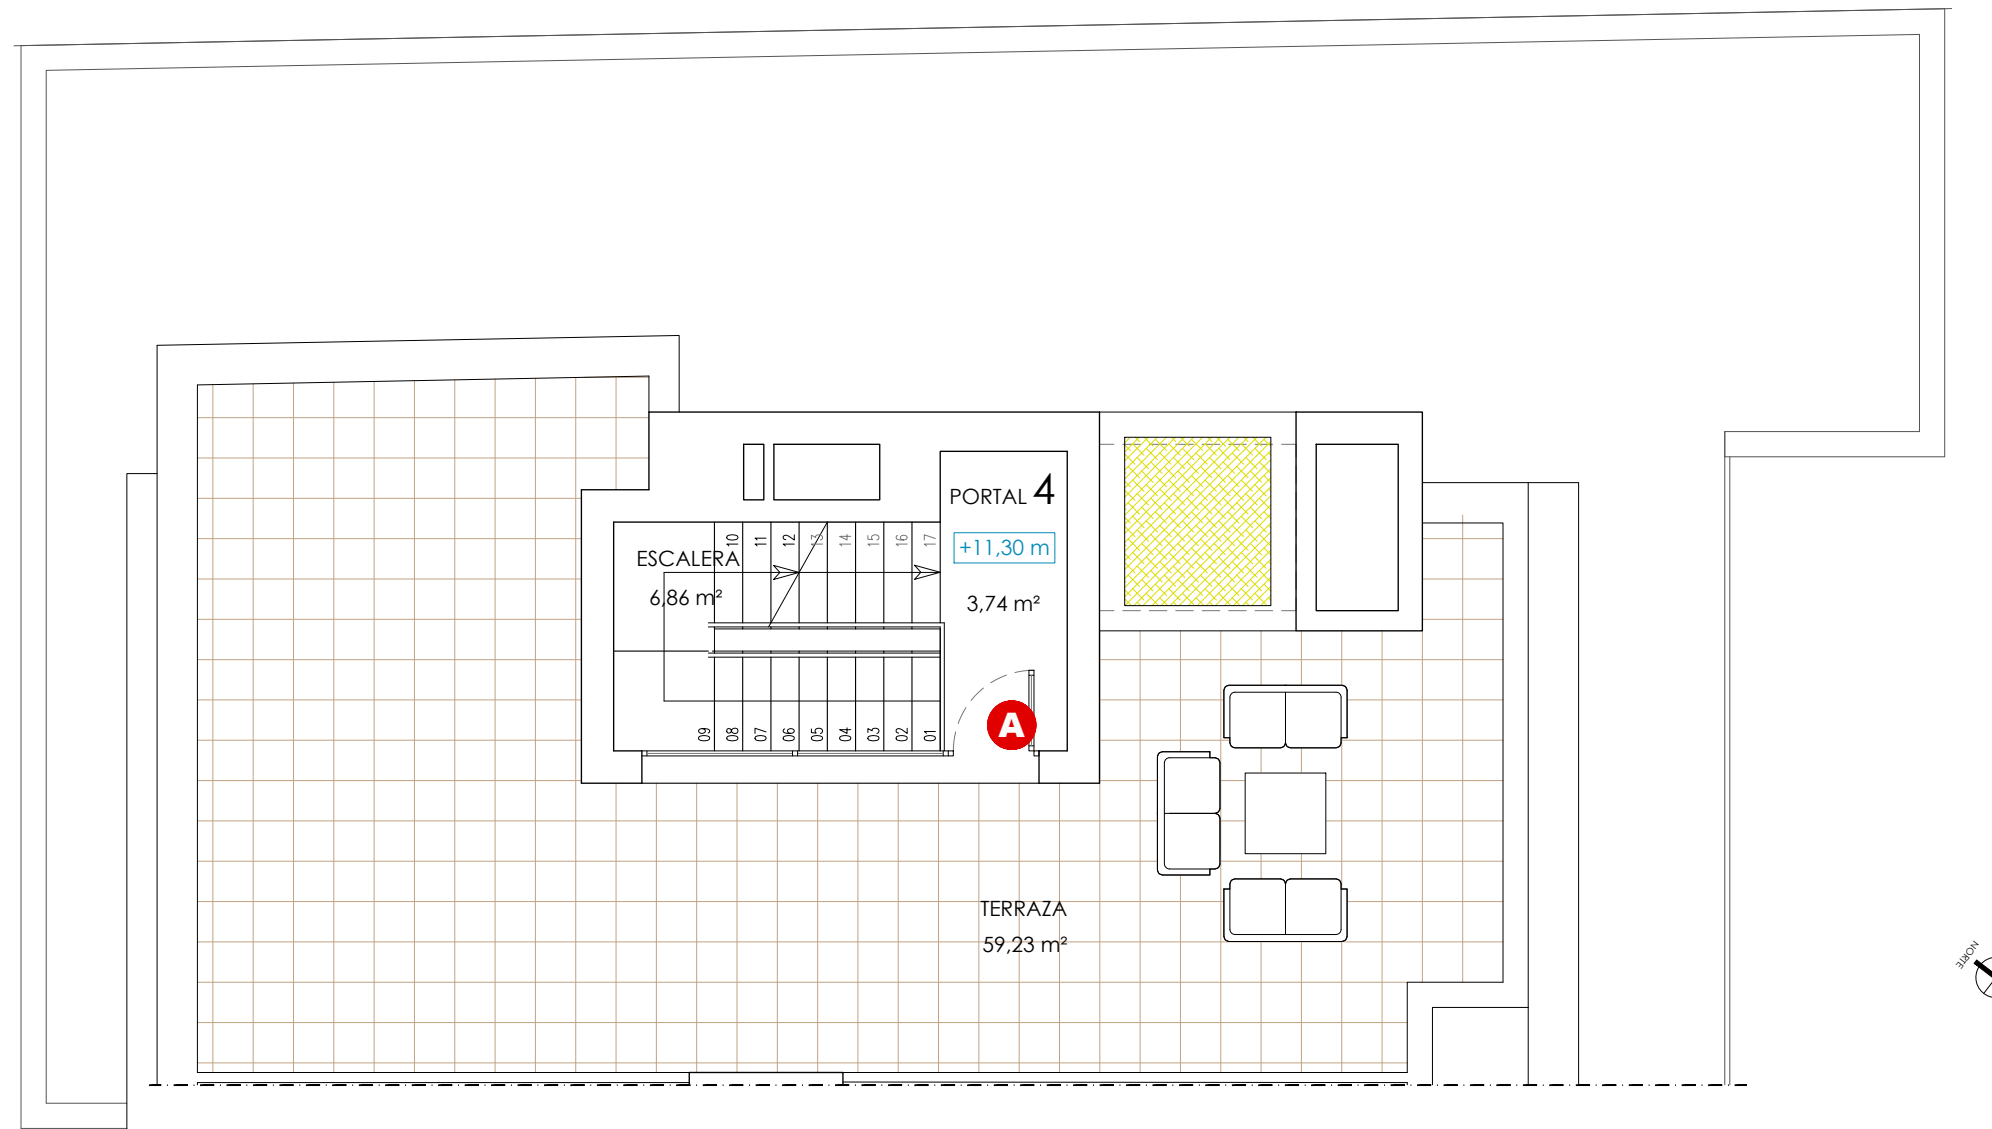 PORTAL 4
+11,30 m
3,74 m²
ESCALERA
6,86 m²
10 11 12 13 14 15 16 17
09 08 07 06 05 04 03 02 01
A
TERRAZA
59,23 m²
NORTE